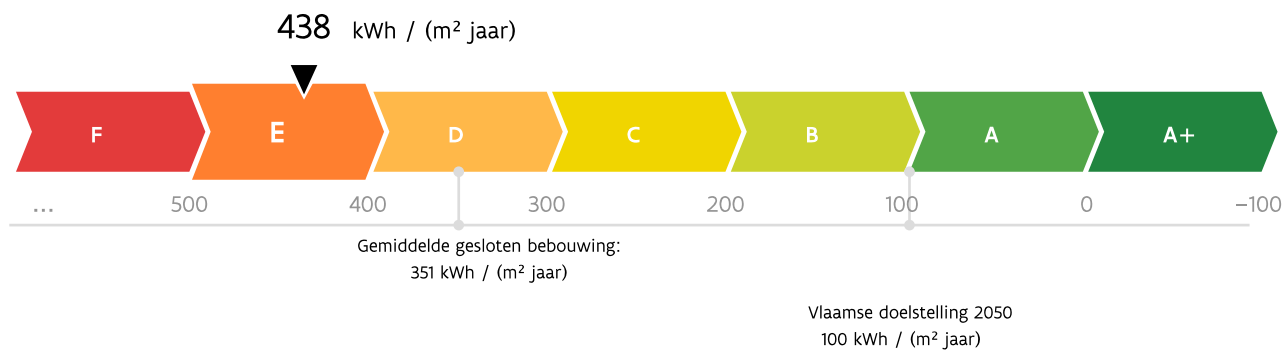 438 kWh / (m² jaar)
F E D C B A A+
... 500 400 300 200 100 0 −100
Gemiddelde gesloten bebouwing:
351 kWh / (m² jaar)
Vlaamse doelstelling 2050
100 kWh / (m² jaar)